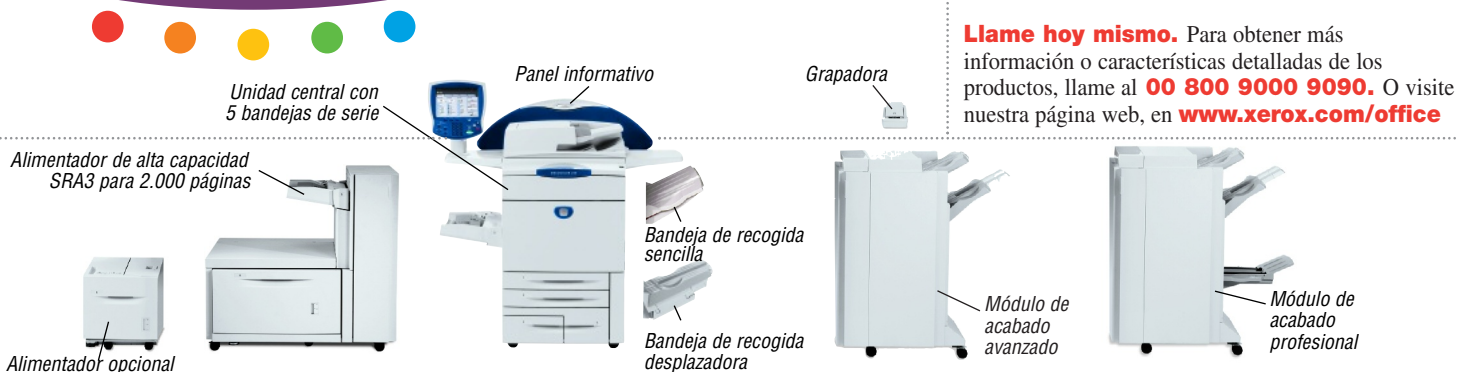 Llame hoy mismo. Para obtener más
información o características detalladas de los
productos, llame al 00 800 9000 9090. O visite
nuestra página web, en www.xerox.com/office
Panel informativo
Grapadora
Unidad central con
5 bandejas de serie
Alimentador de alta capacidad
SRA3 para 2.000 páginas
Bandeja de recogida
sencilla
Bandeja de recogida
desplazadora
Módulo de
acabado
avanzado
Módulo de
acabado
profesional
Alimentador opcional